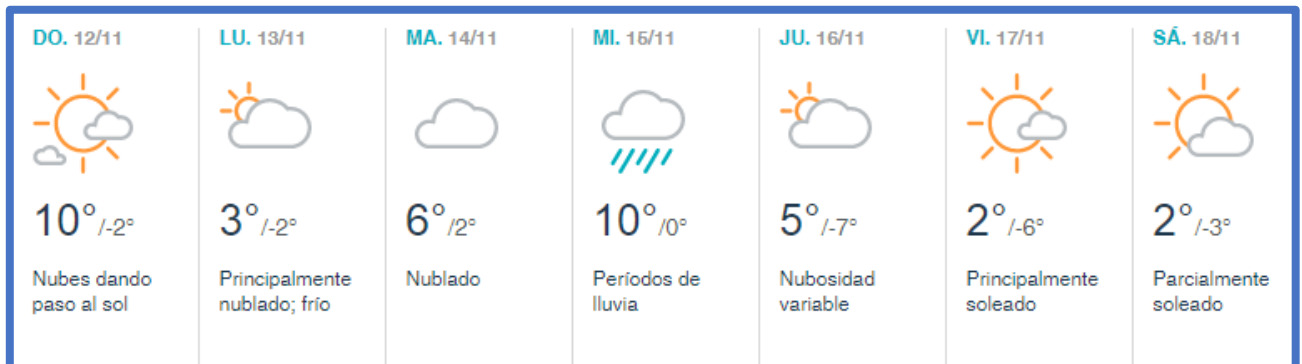 DO. 12/11
10°/-2°
Nubes dando
paso al sol
LU. 13/11
3°/-2°
Principalmente
nublado; frío
MA. 14/11
6°/2°
Nublado
MI. 15/11
10°/0°
Períodos de
lluvia
JU. 16/11
5°/-7°
Nubosidad
variable
VI. 17/11
2°/-6°
Principalmente
soleado
SÁ. 18/11
2°/-3°
Parcialmente
soleado